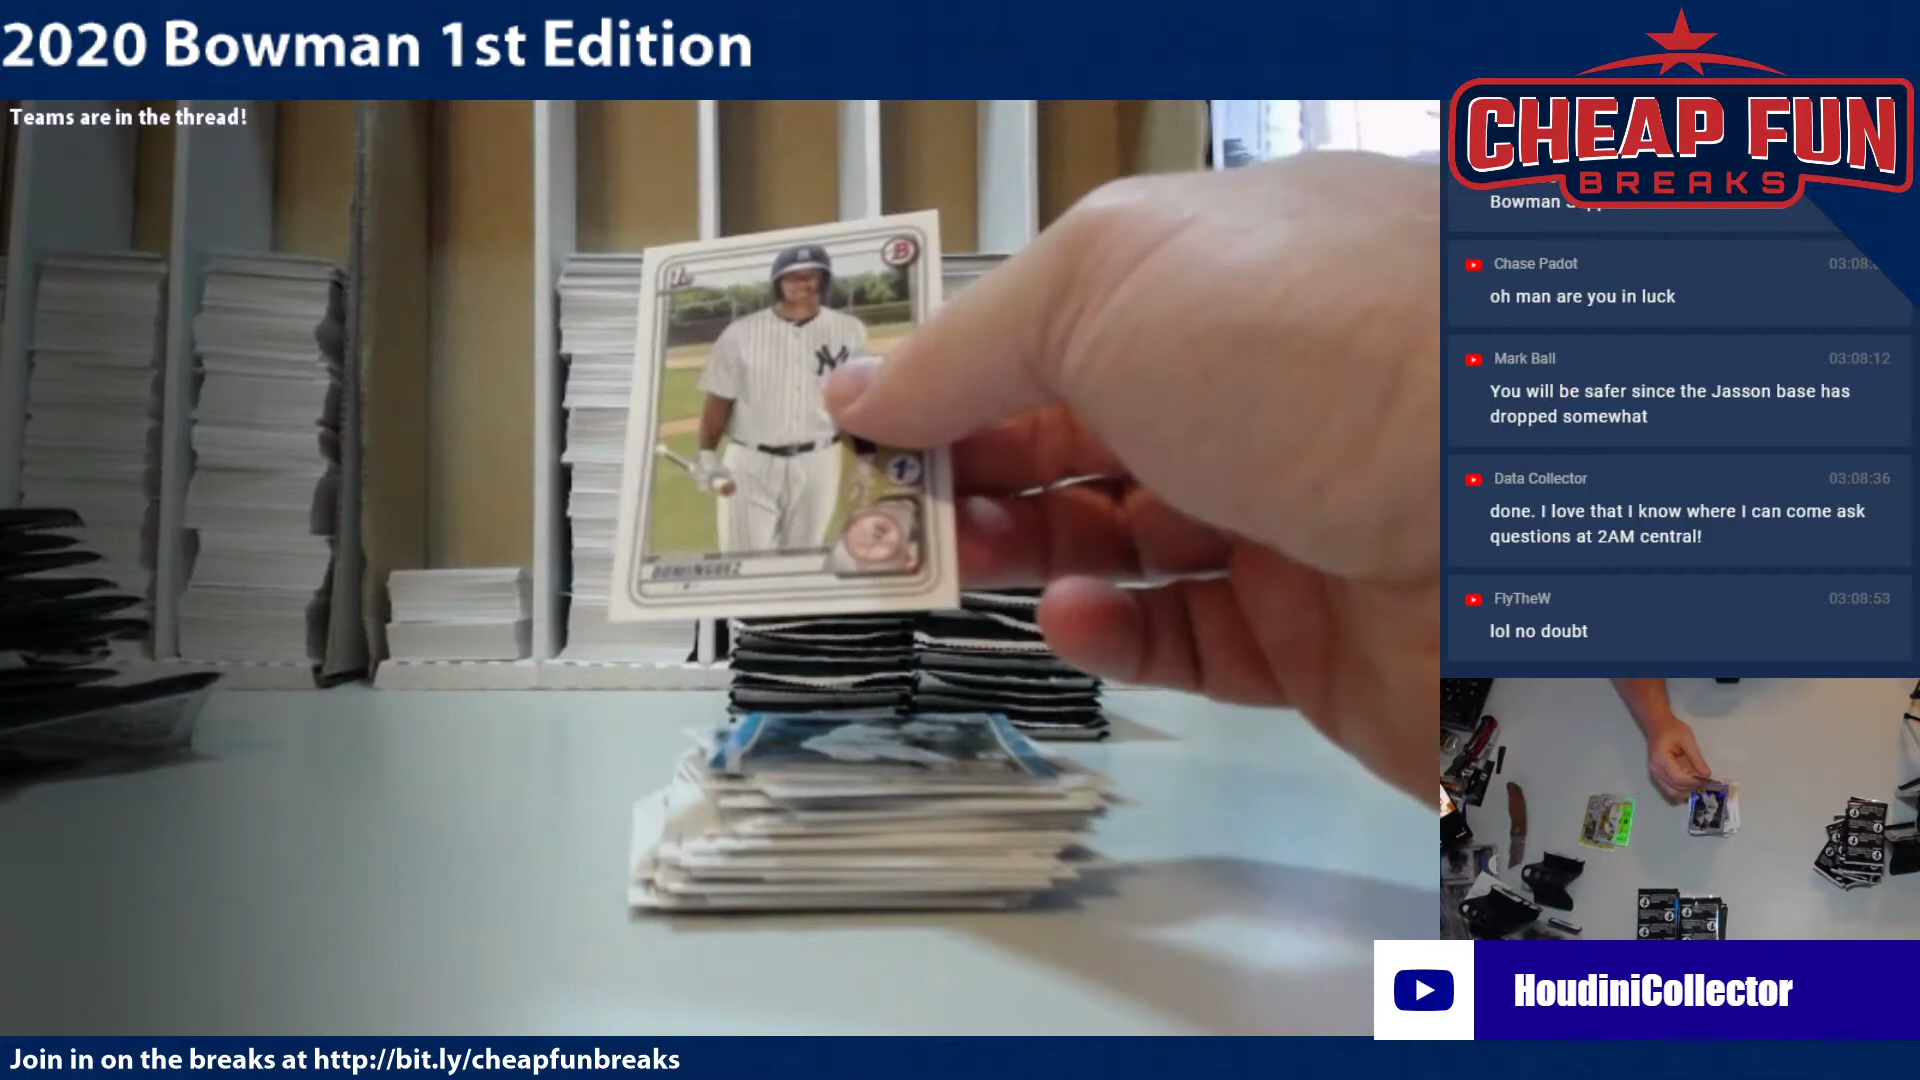 2020 Bowman 1st Edition
Teams are in the thread!
CHEAP FUN
BREAKS
Bowman
Chase Padot
oh man are you in luck
Mark Ball 03:08:12
You will be safer since the Jasson base has
dropped somewhat
Data Collector 03:08:36
done. I love that I know where I can come ask
questions at 2AM central!
FlyTheW 03:08:53
lol no doubt
1st
B
NY
1st
DOMINGUEZ
HoudiniCollector
Join in on the breaks at http://bit.ly/cheapfunbreaks